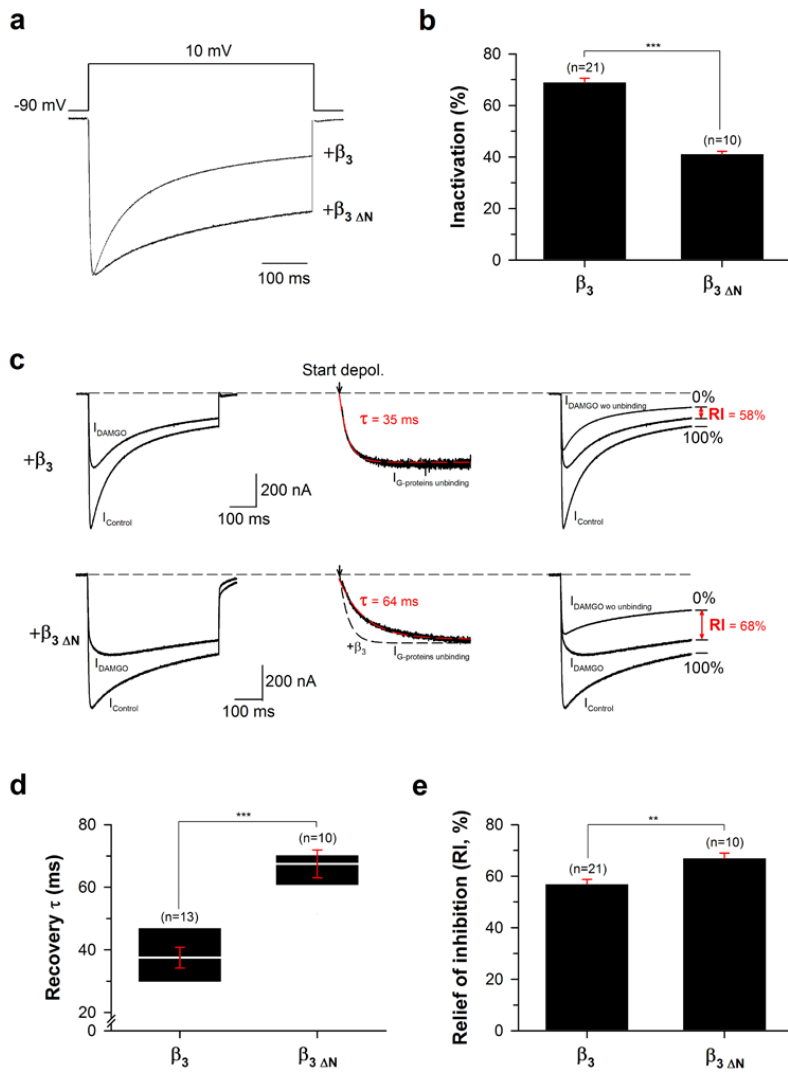 a
10 mV
-90 mV
+β3
+β3 ΔN
100 ms
b
Inactivation (%)
80
60
40
20
0
***
(n=21)
(n=10)
β3
β3 ΔN
c
Start depol.
+β3
IDAMGO
IControl
200 nA
100 ms
τ = 35 ms
IG-proteins unbinding
IDAMGO wo unbinding
0%
RI = 58%
100%
IDAMGO
IControl
+β3 ΔN
IDAMGO
IControl
200 nA
100 ms
τ = 64 ms
+β3
IG-proteins unbinding
IDAMGO wo unbinding
0%
RI = 68%
100%
IDAMGO
IControl
d
Recovery τ (ms)
80
60
40
20
0
***
(n=13)
(n=10)
β3
β3 ΔN
e
Relief of inhibition (RI, %)
80
60
40
20
0
**
(n=21)
(n=10)
β3
β3 ΔN